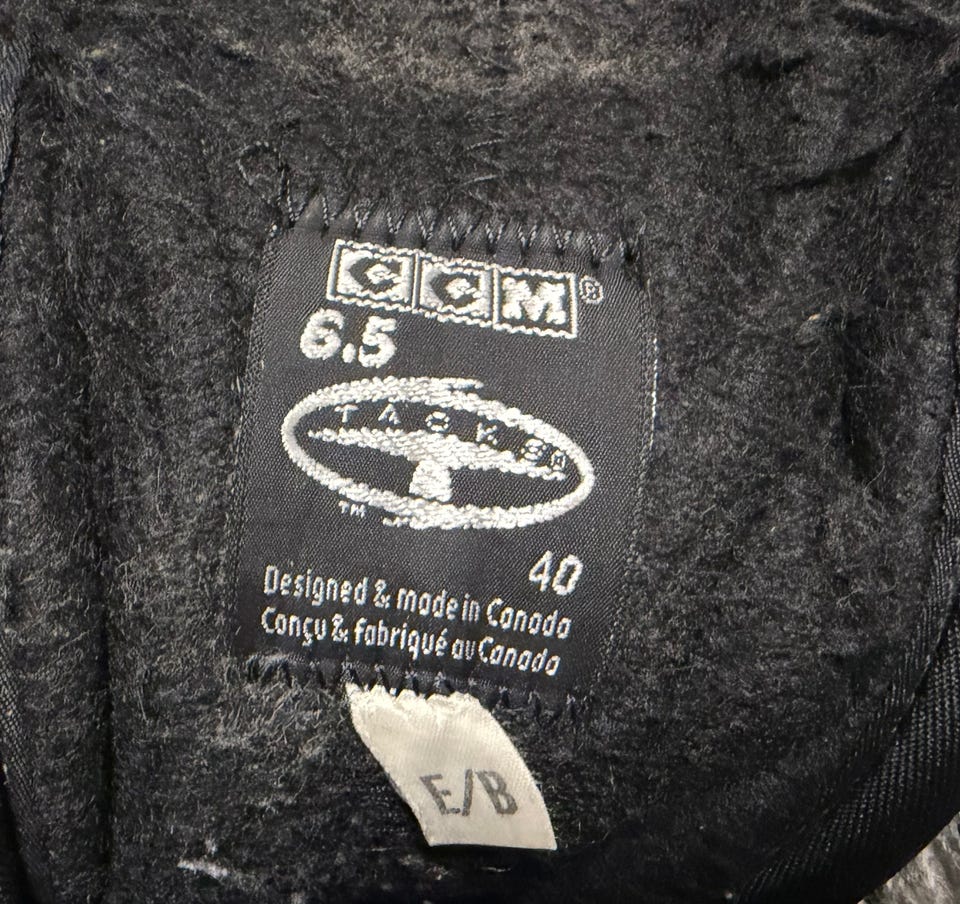 CCM®
6.5
TACKS®
TM
40
Designed & made in Canada
Conçu & fabriqué au Canada
E/B